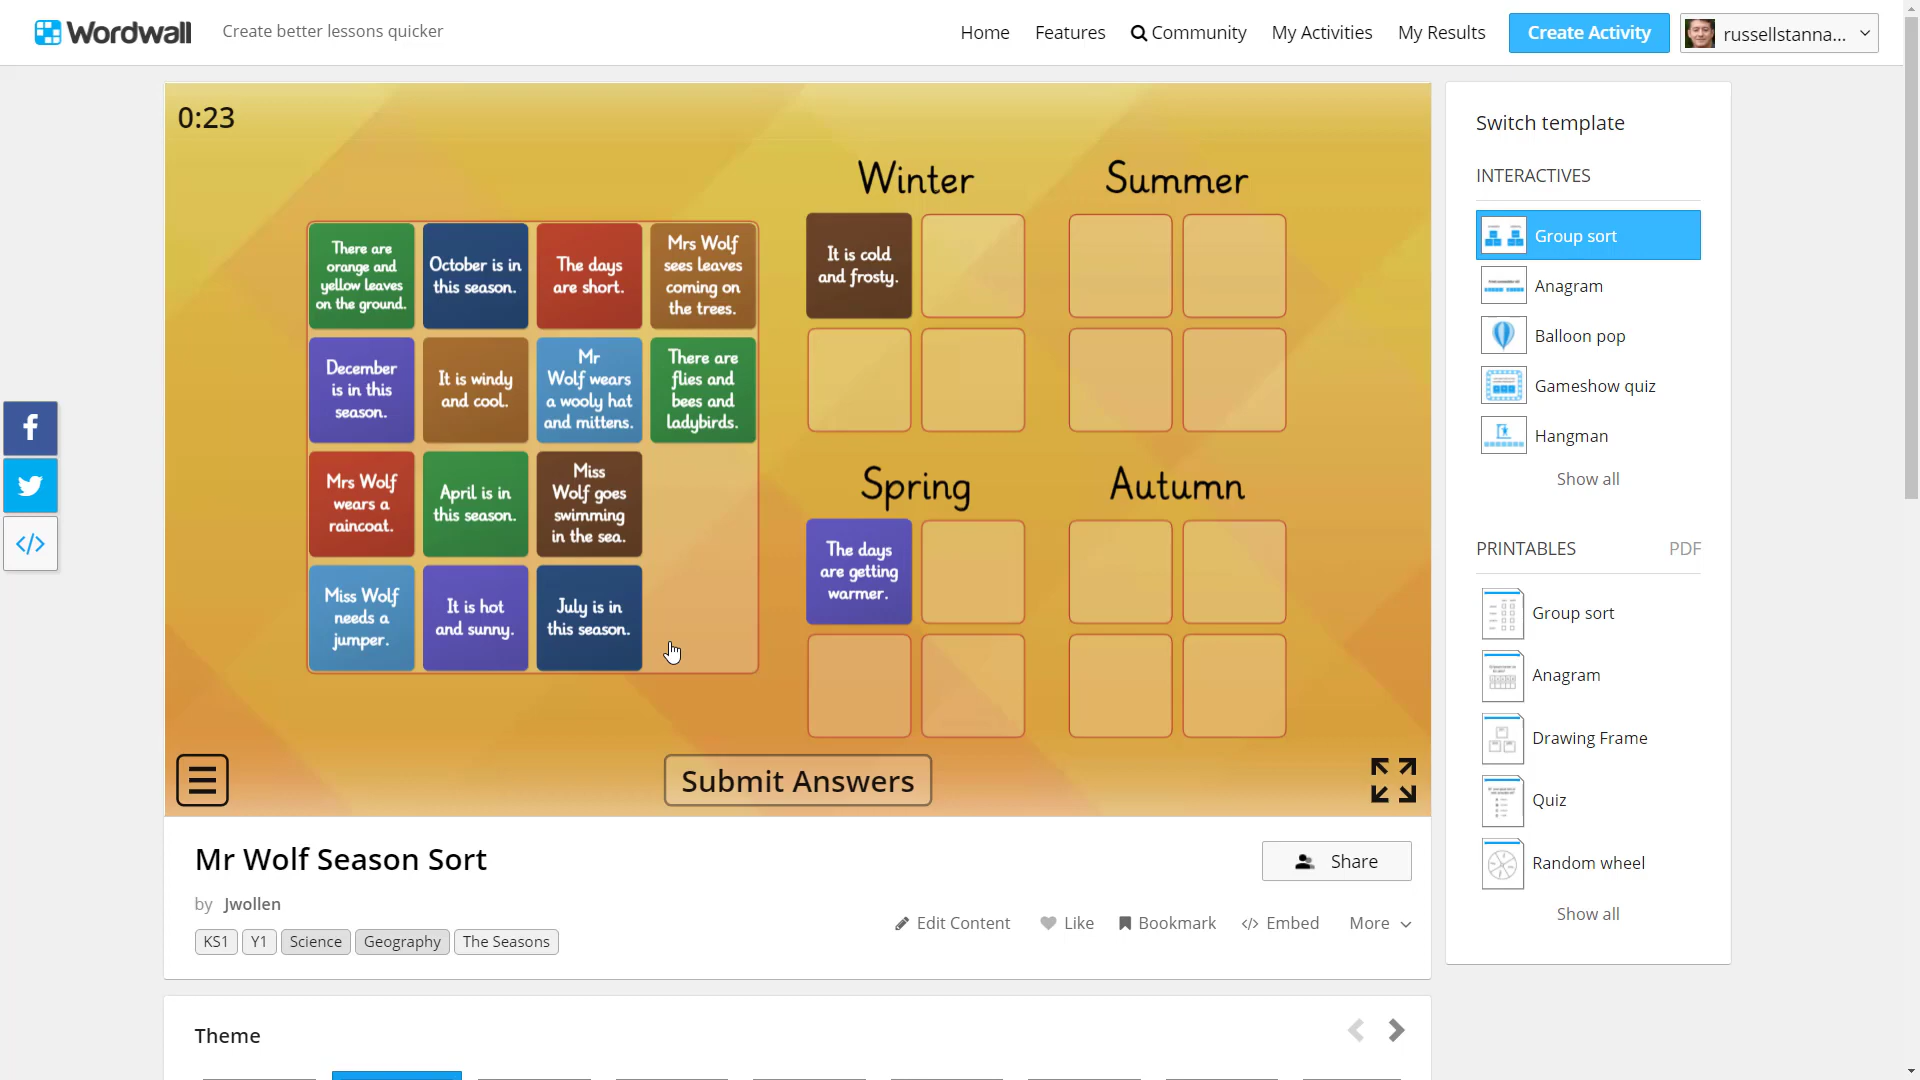 Wordwall
Create better lessons quicker
Home
Features
Community
My Activities
My Results
Create Activity
russellstanna...
0:23
There are
orange and
yellow leaves
on the ground.
October is in
this season.
The days
are short.
Mrs Wolf
sees leaves
coming on
the trees.
December
is in this
season.
It is windy
and cool.
Mr
Wolf wears
a wooly hat
and mittens.
There are
flies and
bees and
ladybirds.
Mrs Wolf
wears a
raincoat.
April is in
this season.
Miss
Wolf goes
swimming
in the sea.
Miss Wolf
needs a
jumper.
It is hot
and sunny.
July is in
this season.
Winter
It is cold
and frosty.
Summer
Spring
The days
are getting
warmer.
Autumn
Submit Answers
Mr Wolf Season Sort
by Jwollen
KS1
Y1
Science
Geography
The Seasons
Share
Edit Content
Like
Bookmark
</> Embed
More
Theme
Switch template
INTERACTIVES
Group sort
Anagram
Balloon pop
Gameshow quiz
Hangman
Show all
PRINTABLES
PDF
Group sort
Anagram
Drawing Frame
Quiz
Random wheel
Show all